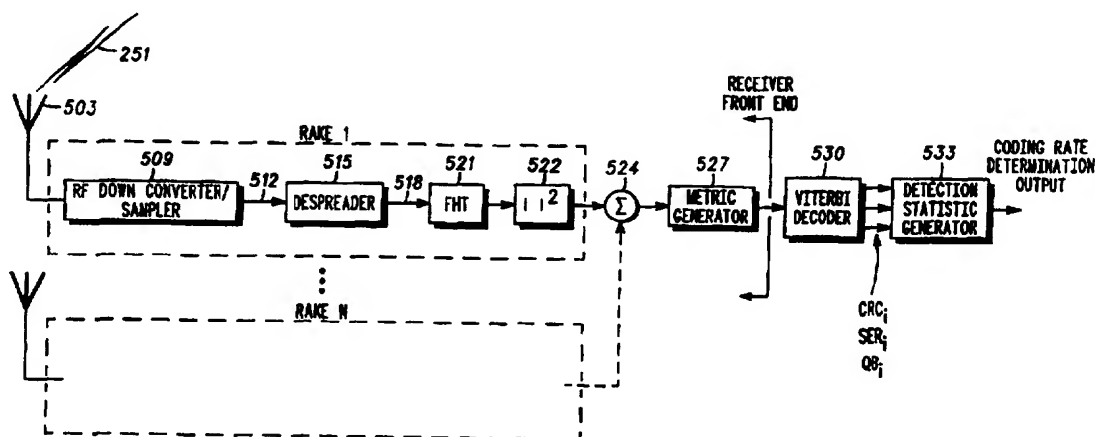 251
503
RAKE 1
509
RF DOWN CONVERTER/
SAMPLER
512
515
DESPREADER
518
521
FHT
522
| |²
524
Σ
527
METRIC
GENERATOR
RECEIVER
FRONT END
530
VITERBI
DECODER
533
DETECTION
STATISTIC
GENERATOR
CODING RATE
DETERMINATION
OUTPUT
CRCi
SERi
QBi
RAKE N